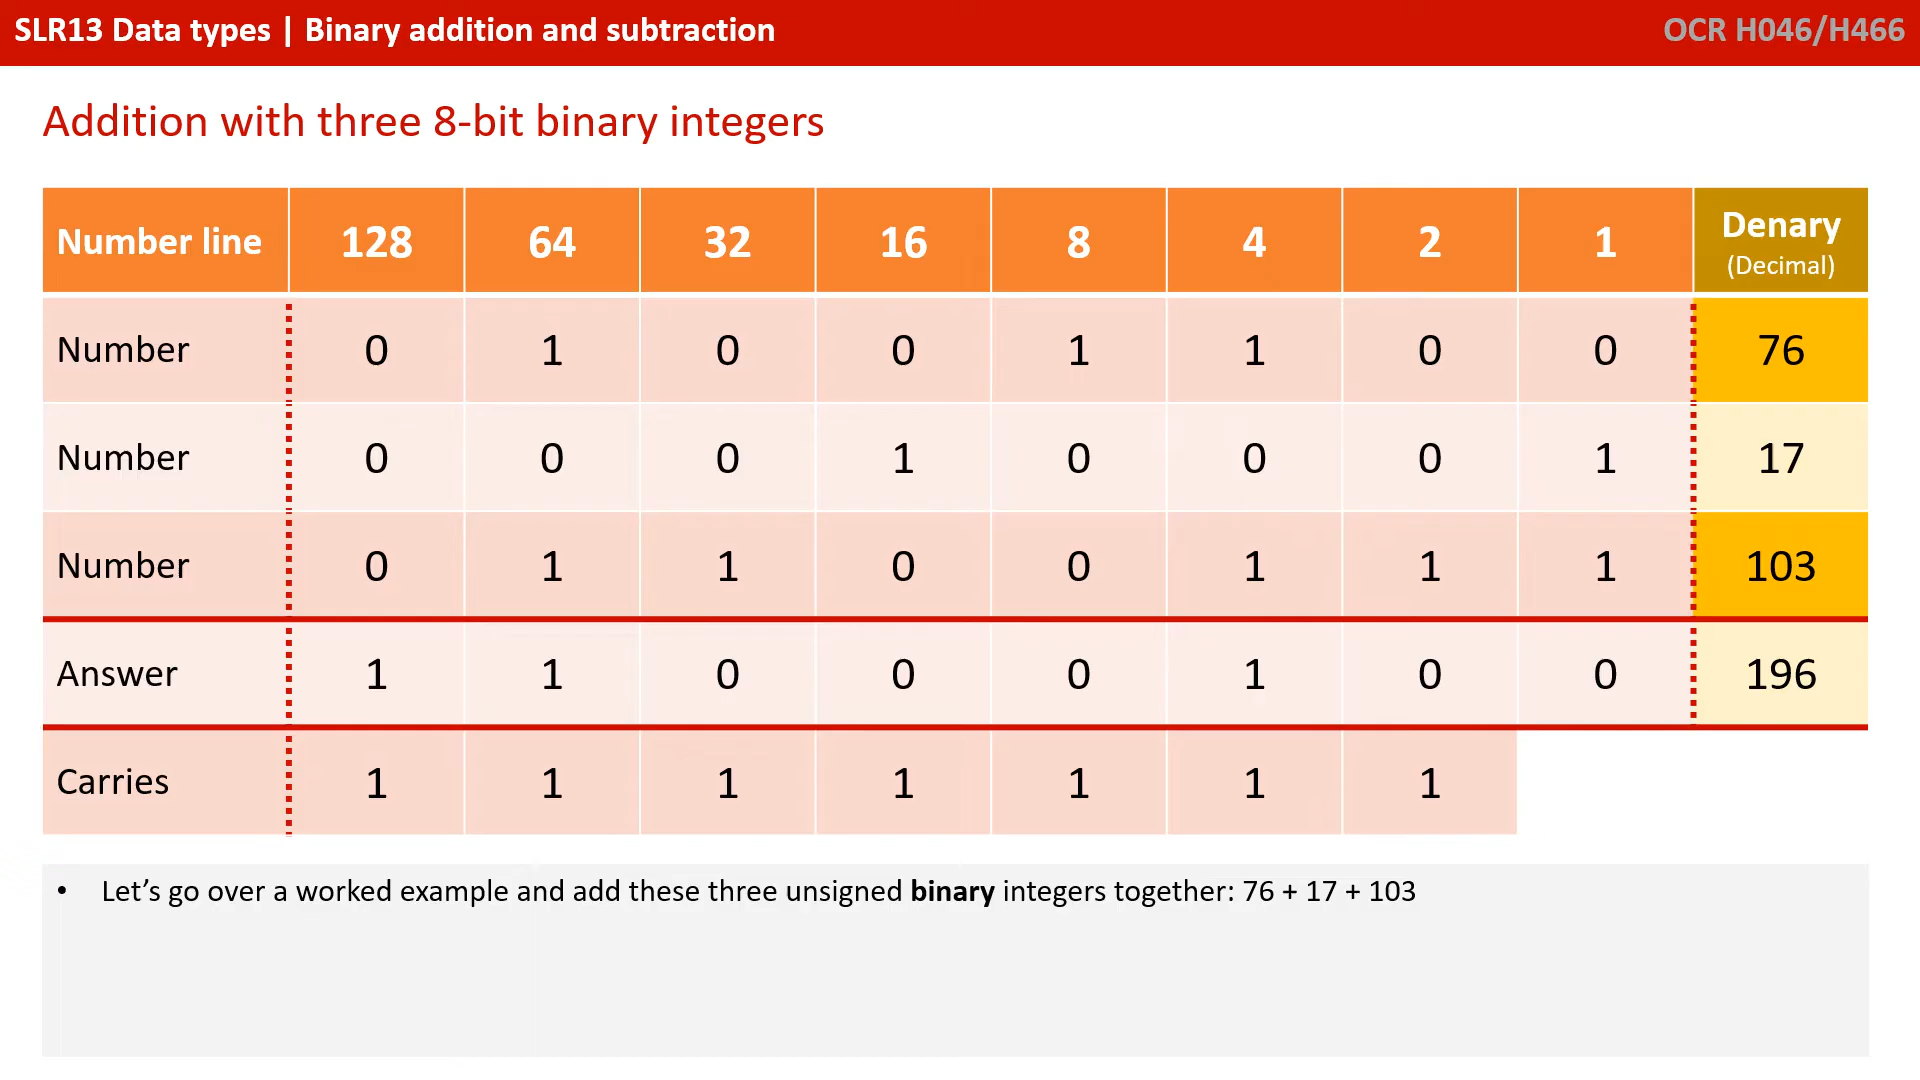 SLR13 Data types | Binary addition and subtraction
OCR H046/H466
Addition with three 8-bit binary integers
Number line 128 64 32 16 8 4 2 1 Denary (Decimal)
Number 0 1 0 0 1 1 0 0 76
Number 0 0 0 1 0 0 0 1 17
Number 0 1 1 0 0 1 1 1 103
Answer 1 1 0 0 0 1 0 0 196
Carries 1 1 1 1 1 1 1
• Let’s go over a worked example and add these three unsigned binary integers together: 76 + 17 + 103